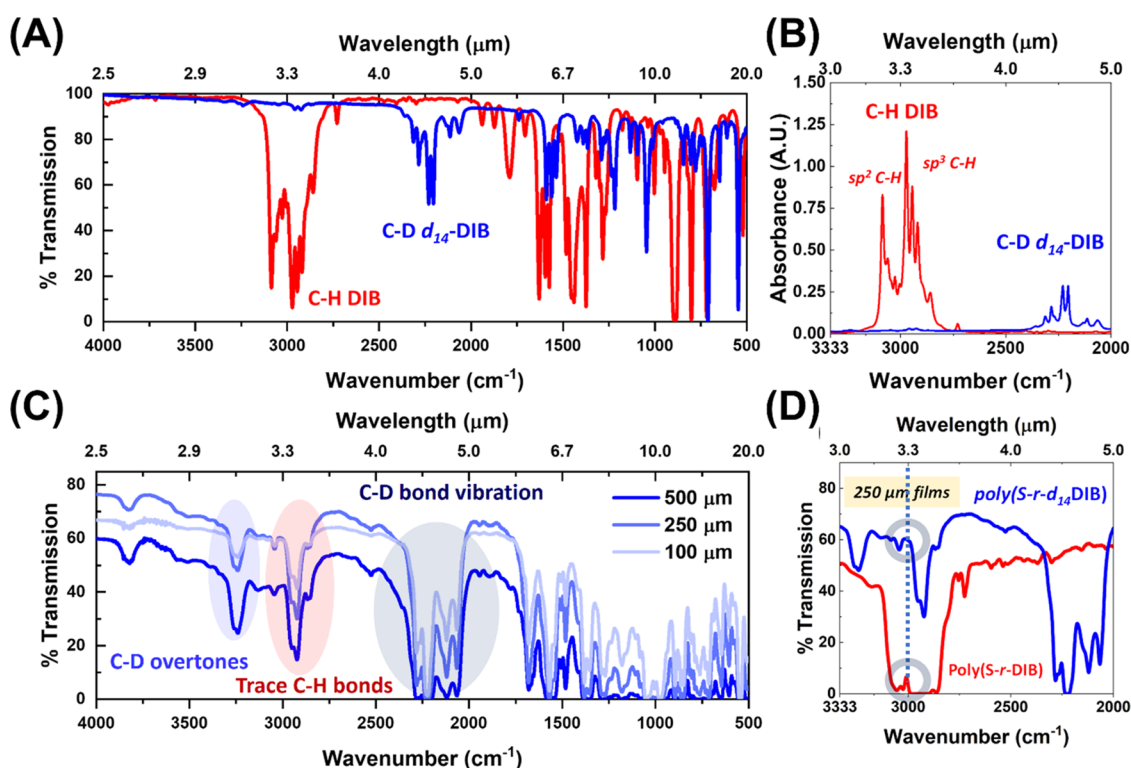 (A)
Wavelength (μm)
2.5 2.9 3.3 4.0 5.0 6.7 10.0 20.0
100
80
60
40
20
0
% Transmission
C-D d14-DIB
C-H DIB
4000 3500 3000 2500 2000 1500 1000 500
Wavenumber (cm-1)
(B)
Wavelength (μm)
3.0 3.3 4.0 5.0
1.50
1.25
1.00
0.75
0.50
0.25
0.00
Absorbance (A.U.)
C-H DIB
sp2 C-H
sp3 C-H
C-D d14-DIB
3333 3000 2500 2000
Wavenumber (cm-1)
(C)
Wavelength (μm)
2.5 2.9 3.3 4.0 5.0 6.7 10.0 20.0
80
60
40
20
0
% Transmission
C-D bond vibration
500 μm
250 μm
100 μm
C-D overtones
Trace C-H bonds
4000 3500 3000 2500 2000 1500 1000 500
Wavenumber (cm-1)
(D)
Wavelength (μm)
3.0 3.3 4.0 5.0
80
70
60
50
40
30
20
10
0
% Transmission
250 μm films
poly(S-r-d14DIB)
Poly(S-r-DIB)
3333 3000 2500 2000
Wavenumber (cm-1)